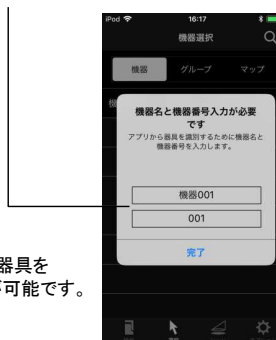 iPod 16:17
機器選択
機器 グループ マップ
機器名と機器番号入力が必要
です
アプリから器具を識別するために機器名と
機器番号を入力します。
機器001
001
器具を
可能です。
完了